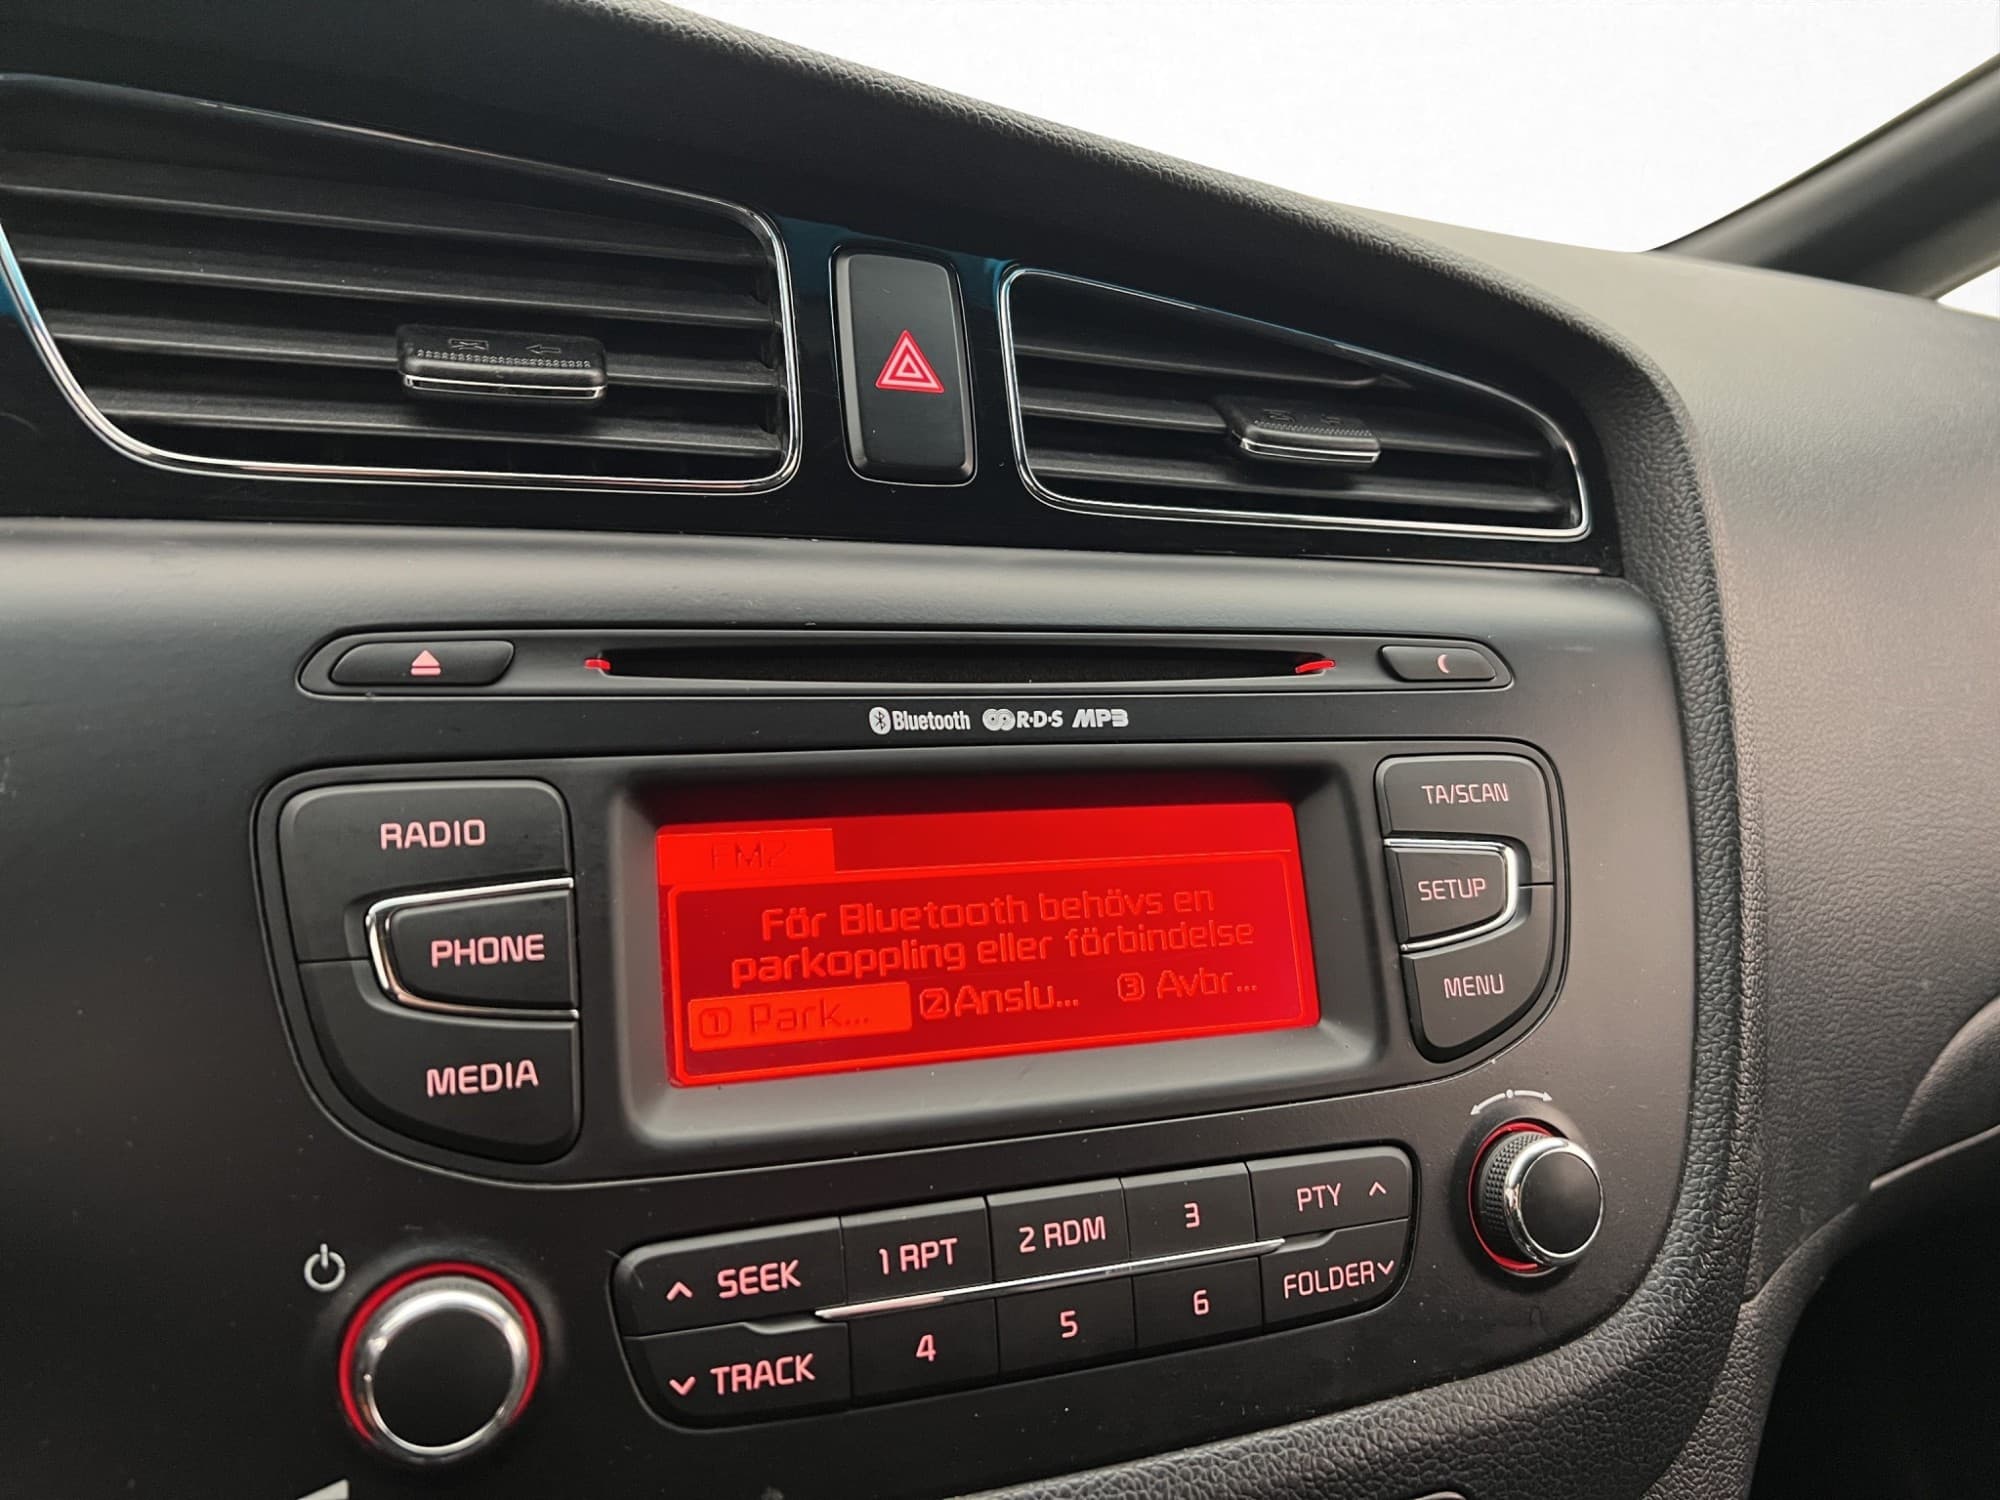 Bluetooth R·D·S MP3
RADIO
PHONE
MEDIA
FM2
För Bluetooth behövs en
parkoppling eller förbindelse
1 Park... 2 Anslu... 3 Avbr...
TA/SCAN
SETUP
MENU
SEEK 1 RPT 2 RDM 3 PTY
TRACK 4 5 6 FOLDER